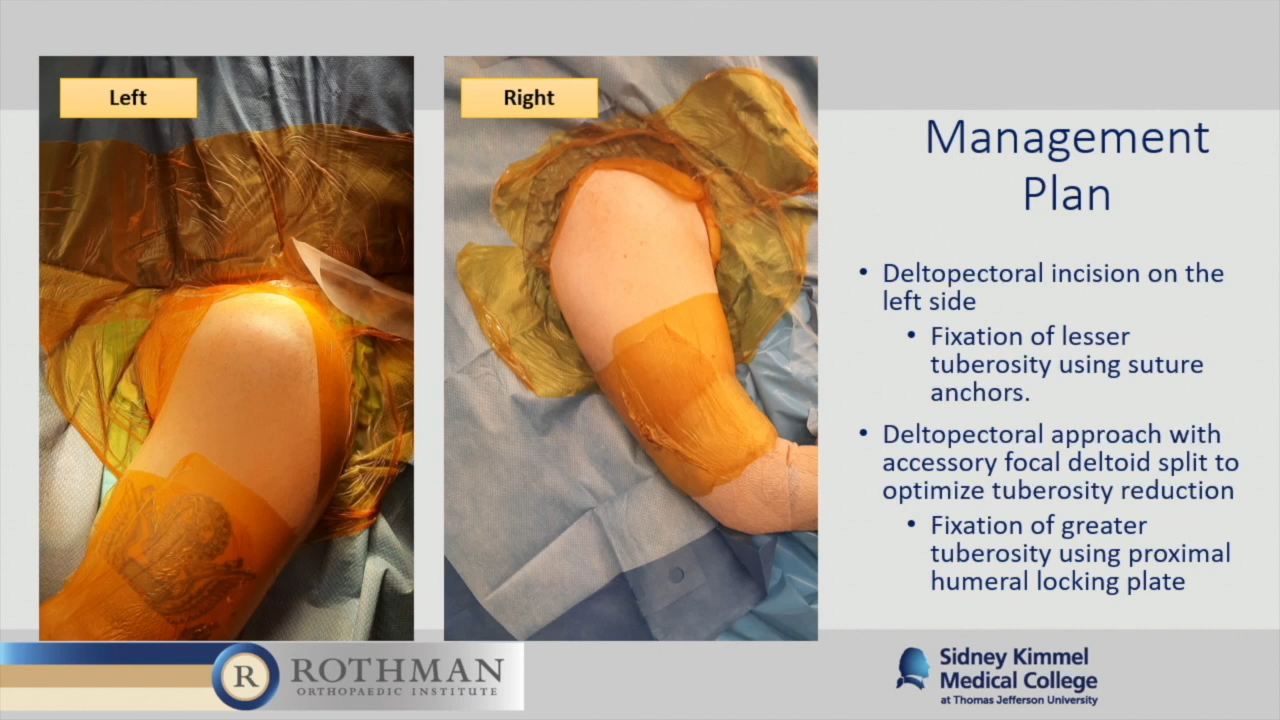 Left
Right
Management
Plan
• Deltopectoral incision on the
left side
• Fixation of lesser
tuberosity using suture
anchors.
• Deltopectoral approach with
accessory focal deltoid split to
optimize tuberosity reduction
• Fixation of greater
tuberosity using proximal
humeral locking plate
R
ROTHMAN
ORTHOPAEDIC INSTITUTE
Sidney Kimmel
Medical College
at Thomas Jefferson University